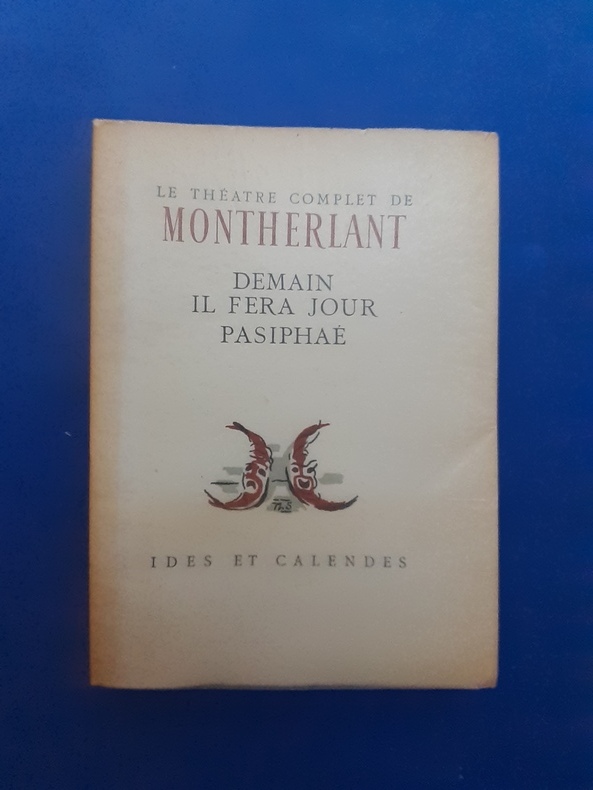 LE THÉATRE COMPLET DE
MONTHERLANT
DEMAIN
IL FERA JOUR
PASIPHAÉ
IDES ET CALENDES